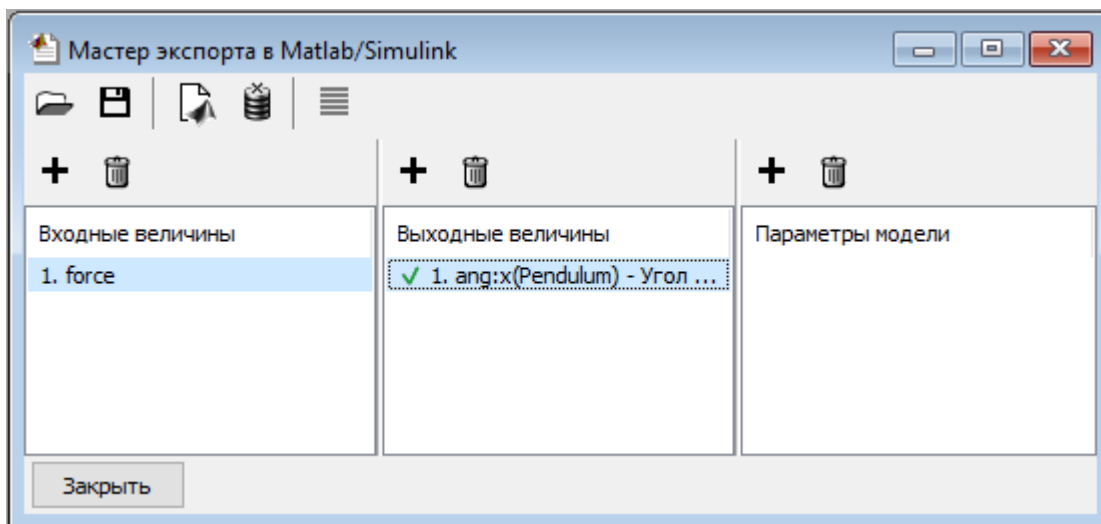 Мастер экспорта в Matlab/Simulink
Входные величины
1. force
Выходные величины
1. ang:x(Pendulum) - Угол ...
Параметры модели
Закрыть